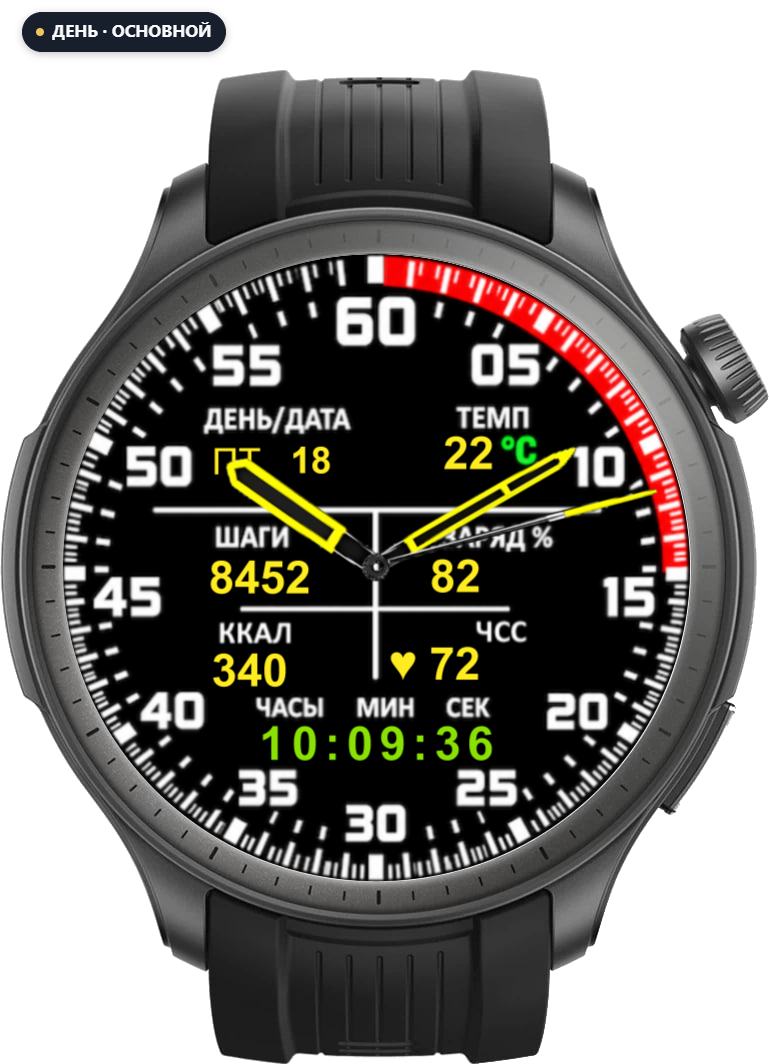 ДЕНЬ · ОСНОВНОЙ
60
55 05
ДЕНЬ/ДАТА ТЕМП
50 ПТ 18 22 °C 10
ШАГИ ЗАРЯД %
8452 82
45 15
ККАЛ ЧСС
340 ♥ 72
40 ЧАСЫ МИН СЕК 20
10:09:36
35 25
30